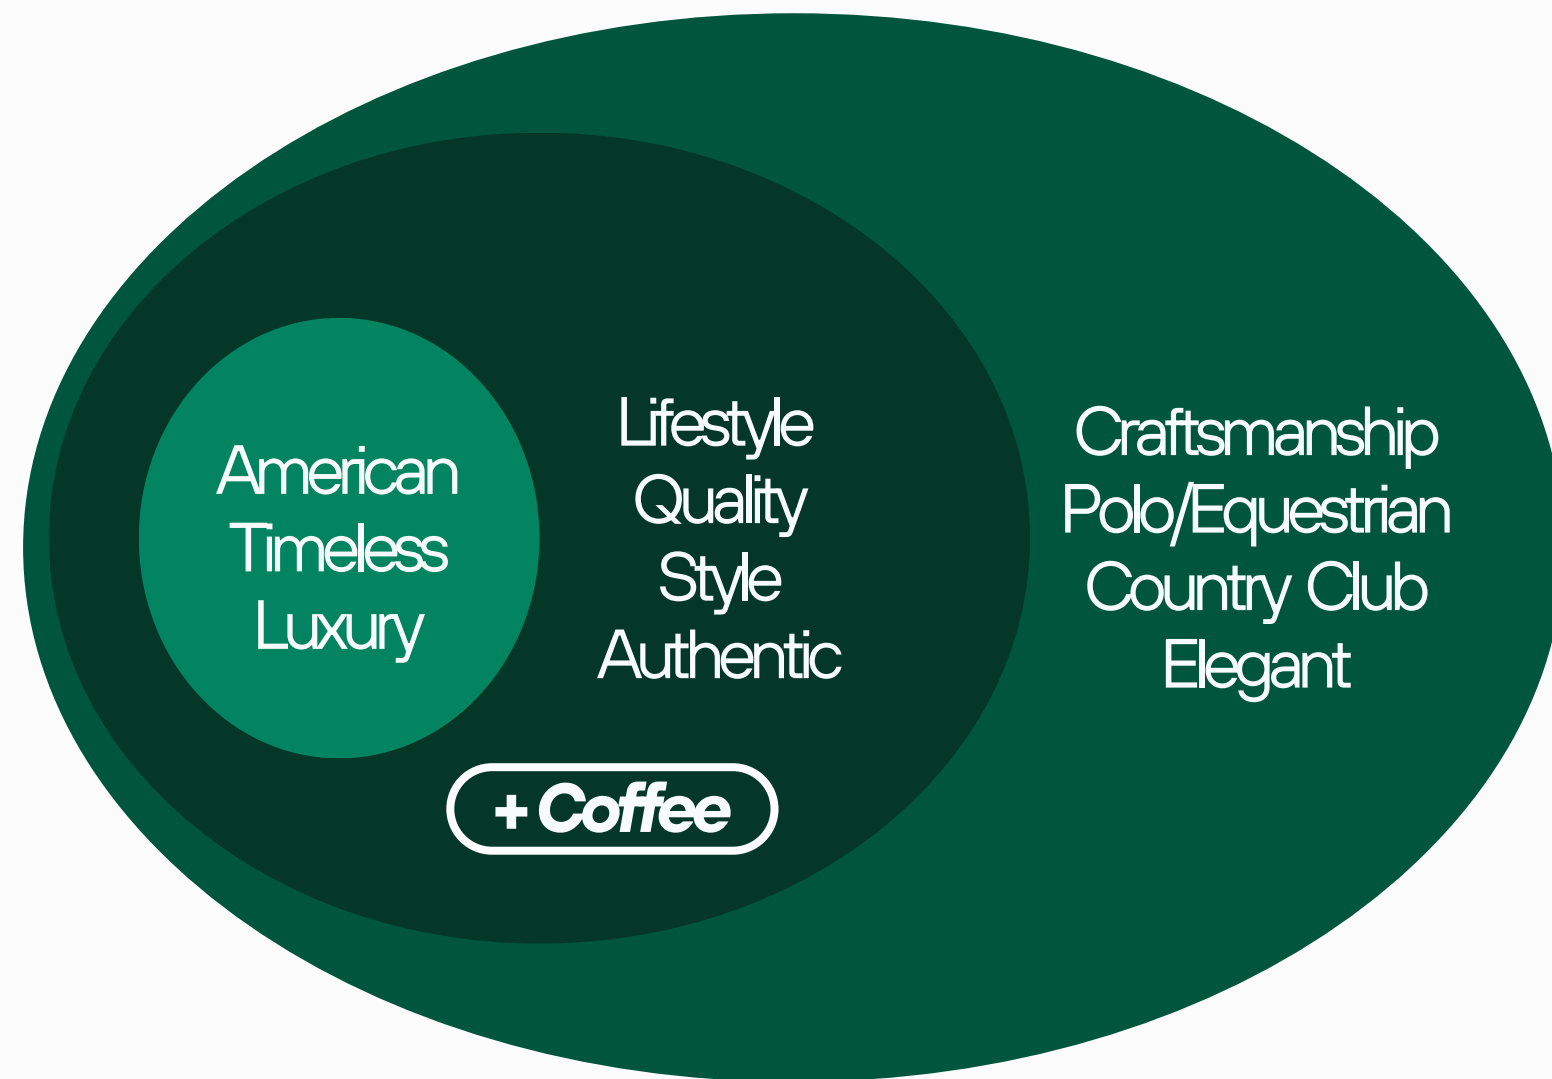 American
Timeless
Luxury
Lifestyle
Quality
Style
Authentic
+ Coffee
Craftsmanship
Polo/Equestrian
Country Club
Elegant